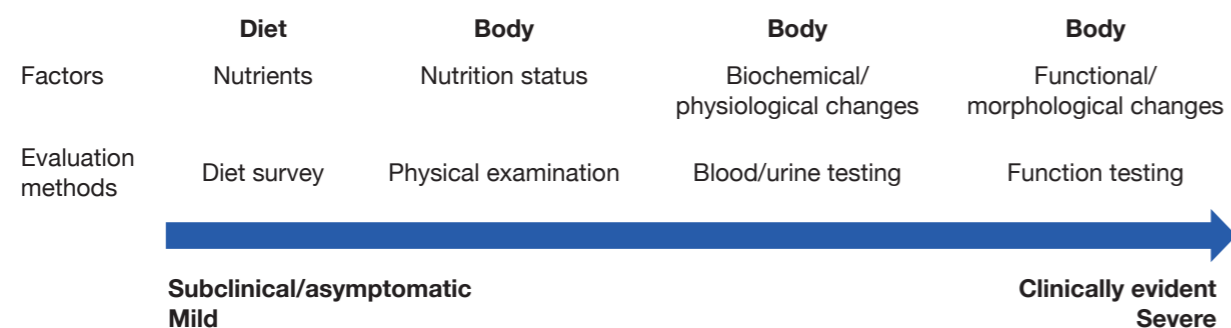 Diet Body Body Body
Factors Nutrients Nutrition status Biochemical/ Functional/
physiological changes morphological changes
Evaluation
methods Diet survey Physical examination Blood/urine testing Function testing
Subclinical/asymptomatic Clinically evident
Mild Severe